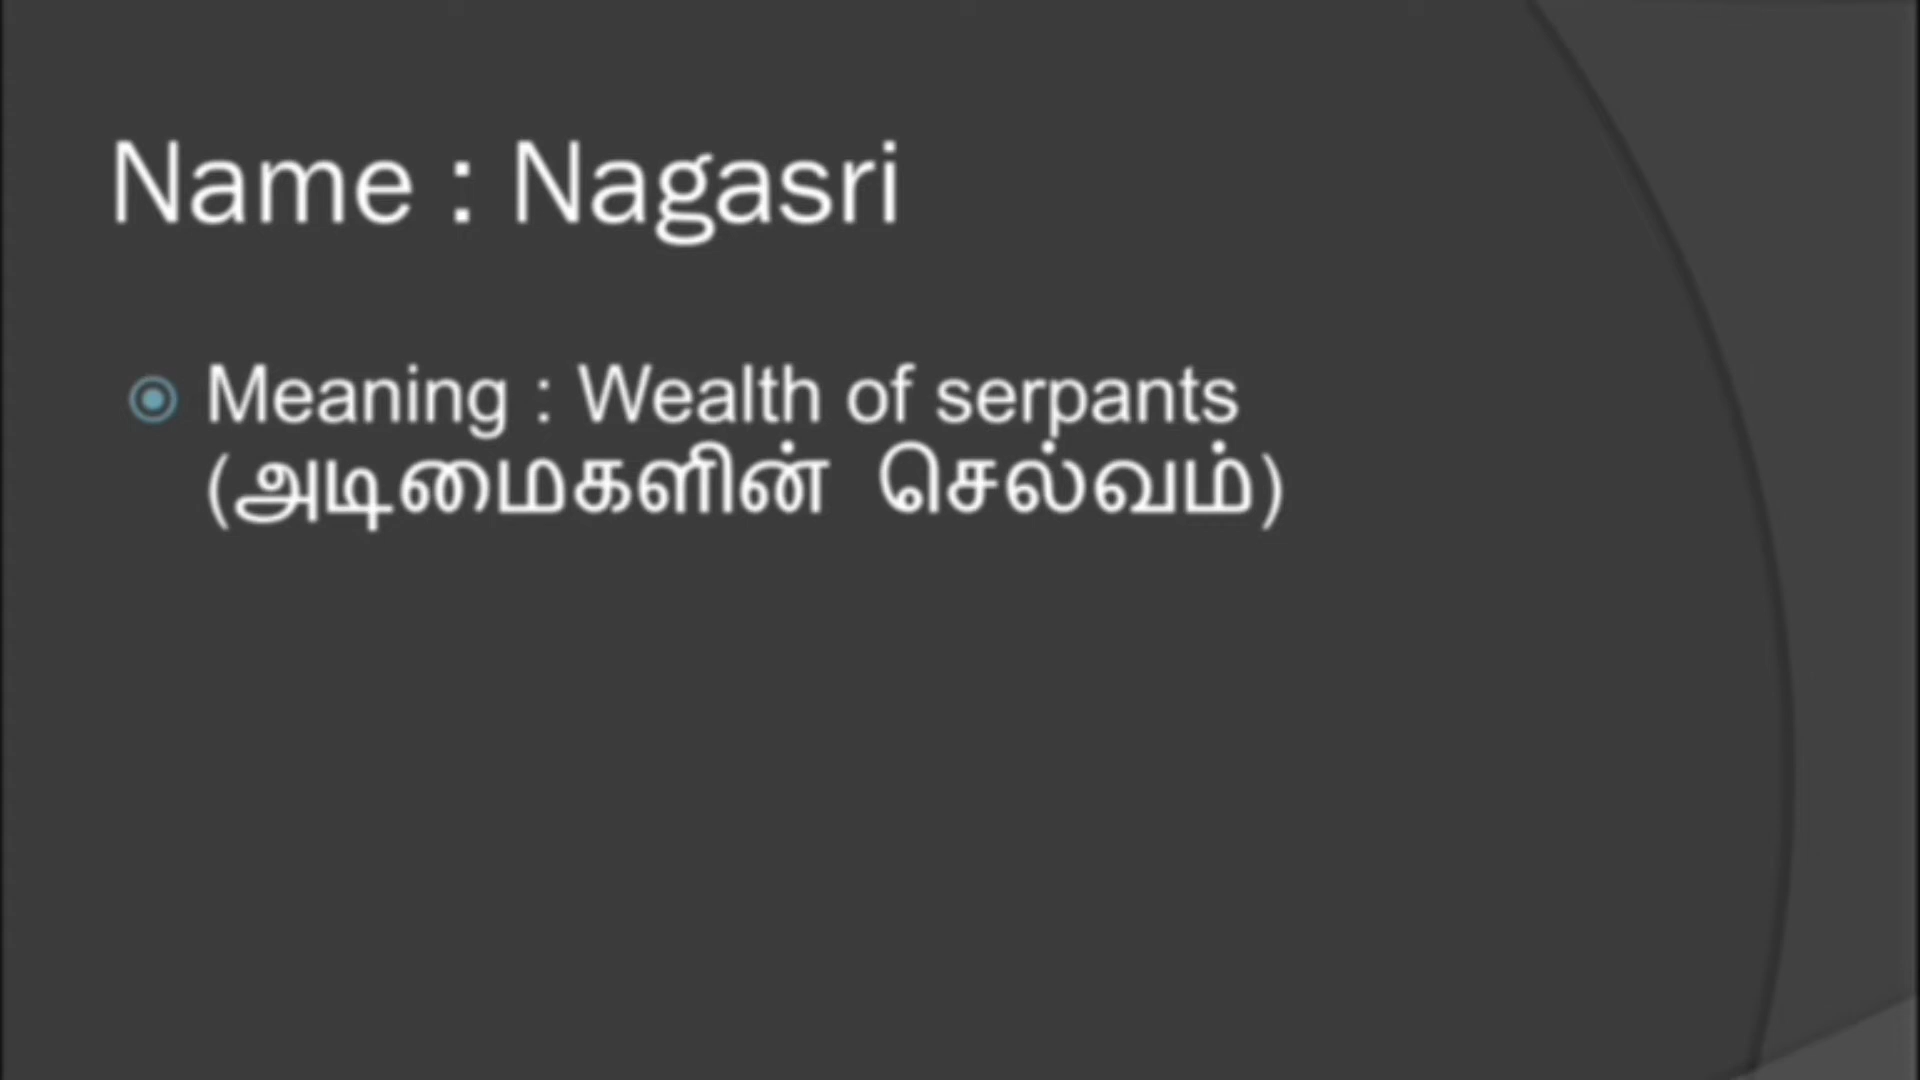 Name : Nagasri
Meaning : Wealth of serpants
(அடிமைகளின் செல்வம்)